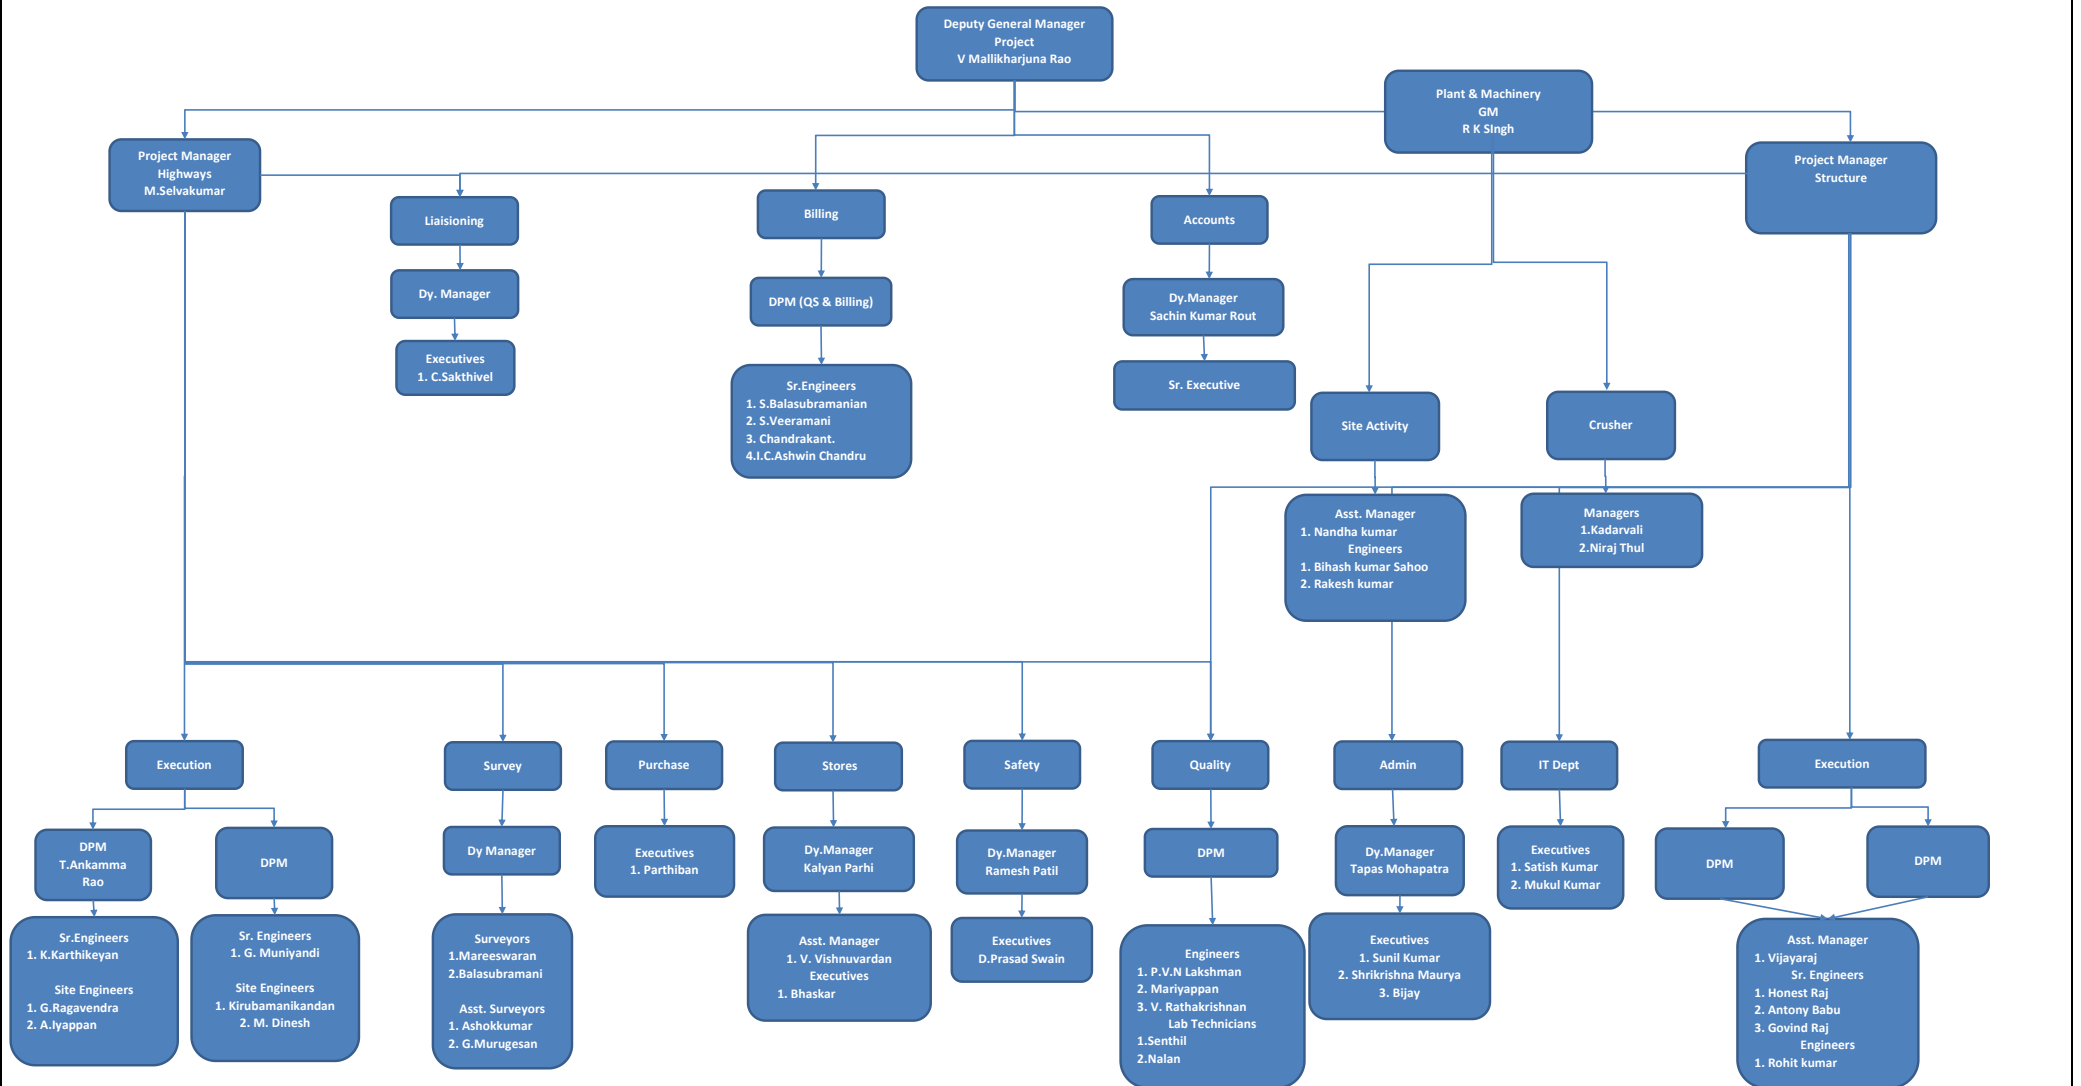 Deputy General Manager
Project
V Mallikharjuna Rao
Plant & Machinery
GM
R K SIngh
Project Manager
Highways
M.Selvakumar
Project Manager
Structure
Liaisioning
Billing
Accounts
Dy. Manager
DPM (QS & Billing)
Dy.Manager
Sachin Kumar Rout
Executives
1. C.Sakthivel
Sr.Engineers
1. S.Balasubramanian
2. S.Veeramani
3. Chandrakant.
4.I.C.Ashwin Chandru
Sr. Executive
Site Activity
Crusher
Asst. Manager
1. Nandha kumar
Engineers
1. Bihash kumar Sahoo
2. Rakesh kumar
Managers
1.Kadarvali
2.Niraj Thul
Execution
Survey
Purchase
Stores
Safety
Quality
Admin
IT Dept
Execution
DPM
T.Ankamma
Rao
DPM
Dy Manager
Executives
1. Parthiban
Dy.Manager
Kalyan Parhi
Dy.Manager
Ramesh Patil
DPM
Dy.Manager
Tapas Mohapatra
Executives
1. Satish Kumar
2. Mukul Kumar
DPM
DPM
Sr.Engineers
1. K.Karthikeyan
Site Engineers
1. G.Ragavendra
2. A.Iyappan
Sr. Engineers
1. G. Muniyandi
Site Engineers
1. Kirubamanikandan
2. M. Dinesh
Surveyors
1.Mareeswaran
2.Balasubramani
Asst. Surveyors
1. Ashokkumar
2. G.Murugesan
Asst. Manager
1. V. Vishnuvardan
Executives
1. Bhaskar
Executives
D.Prasad Swain
Engineers
1. P.V.N Lakshman
2. Mariyappan
3. V. Rathakrishnan
Lab Technicians
1.Senthil
2.Nalan
Executives
1. Sunil Kumar
2. Shrikrishna Maurya
3. Bijay
Asst. Manager
1. Vijayaraj
Sr. Engineers
1. Honest Raj
2. Antony Babu
3. Govind Raj
Engineers
1. Rohit kumar